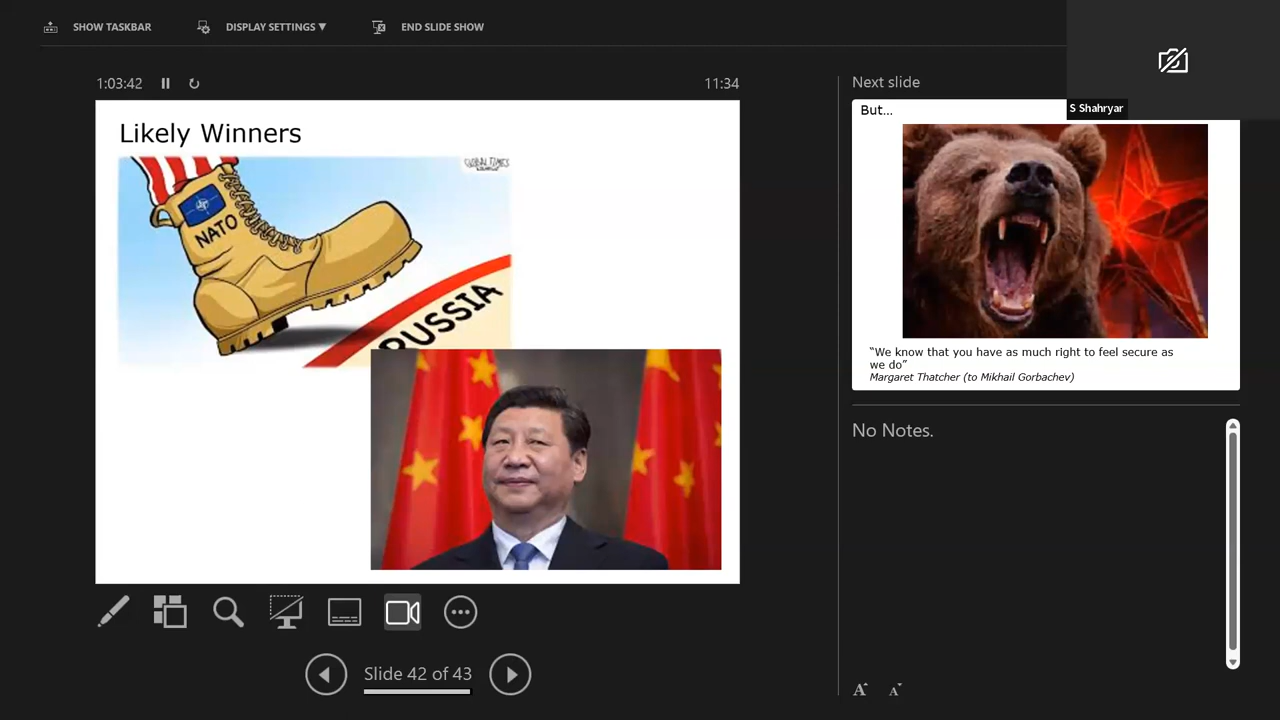 SHOW TASKBAR
DISPLAY SETTINGS ▼
END SLIDE SHOW
1:03:42
11:34
Likely Winners
GLOBAL TIMES
NATO
RUSSIA
Next slide
S Shahryar
But...
“We know that you have as much right to feel secure as
we do”
Margaret Thatcher (to Mikhail Gorbachev)
No Notes.
Slide 42 of 43
A A